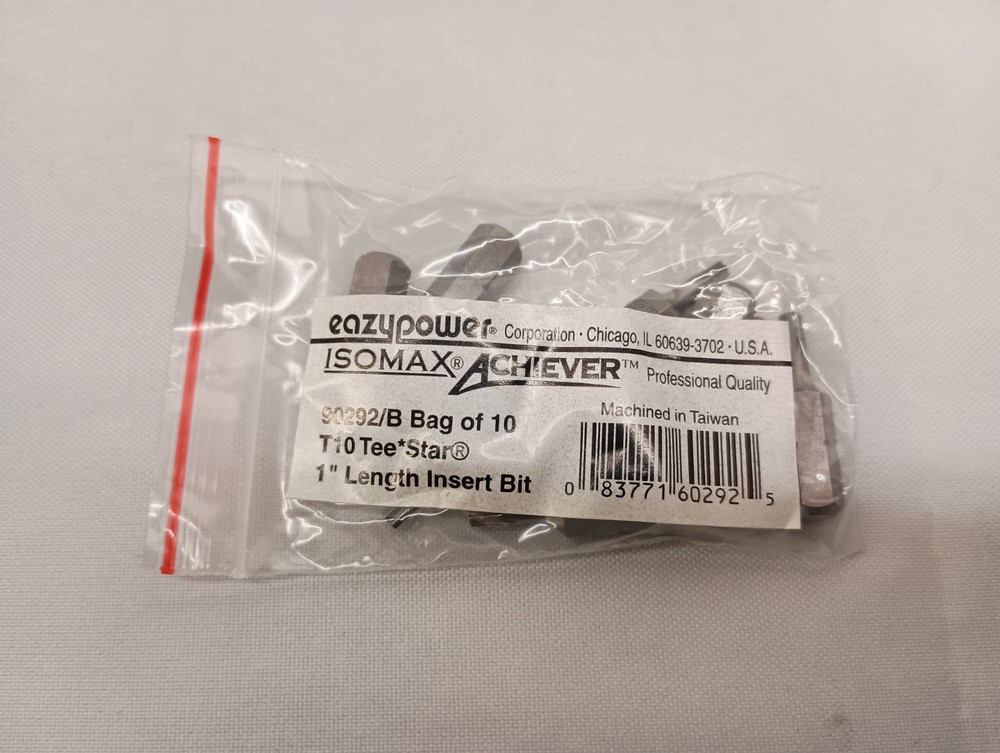 eazypower® Corporation · Chicago, IL 60639-3702 · U.S.A.
ISOMAX® ACHIEVER™ Professional Quality
90292/B Bag of 10
T10 Tee*Star®
1" Length Insert Bit
Machined in Taiwan
0 83771 60292 5